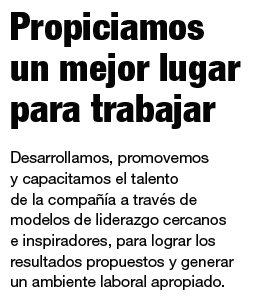 Propiciamos
un mejor lugar
para trabajar
Desarrollamos, promovemos
y capacitamos el talento
de la compañía a través de
modelos de liderazgo cercanos
e inspiradores, para lograr los
resultados propuestos y generar
un ambiente laboral apropiado.